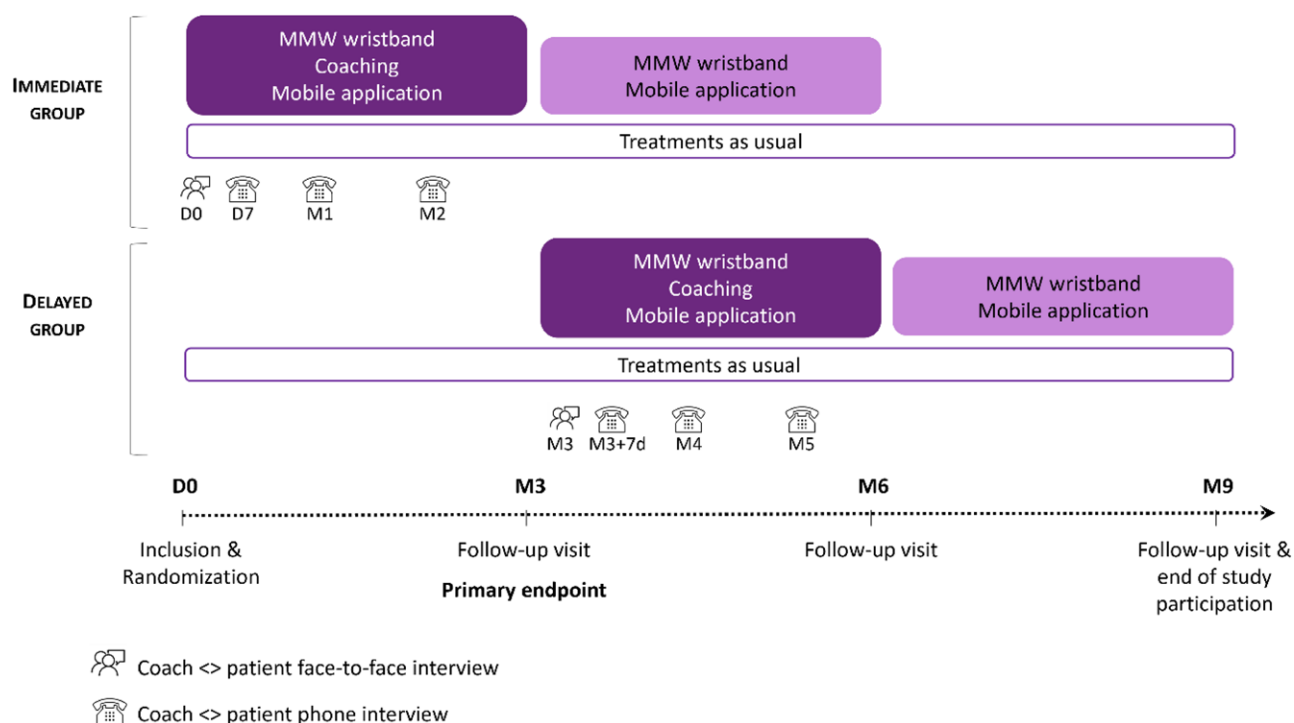 MMW wristband
Coaching
Mobile application
MMW wristband
Mobile application
IMMEDIATE
GROUP
Treatments as usual
D0 D7 M1 M2
MMW wristband
Coaching
Mobile application
MMW wristband
Mobile application
DELAYED
GROUP
Treatments as usual
M3 M3+7d M4 M5
D0 M3 M6 M9
Inclusion &
Randomization
Follow-up visit
Primary endpoint
Follow-up visit
Follow-up visit &
end of study
participation
Coach <> patient face-to-face interview
Coach <> patient phone interview